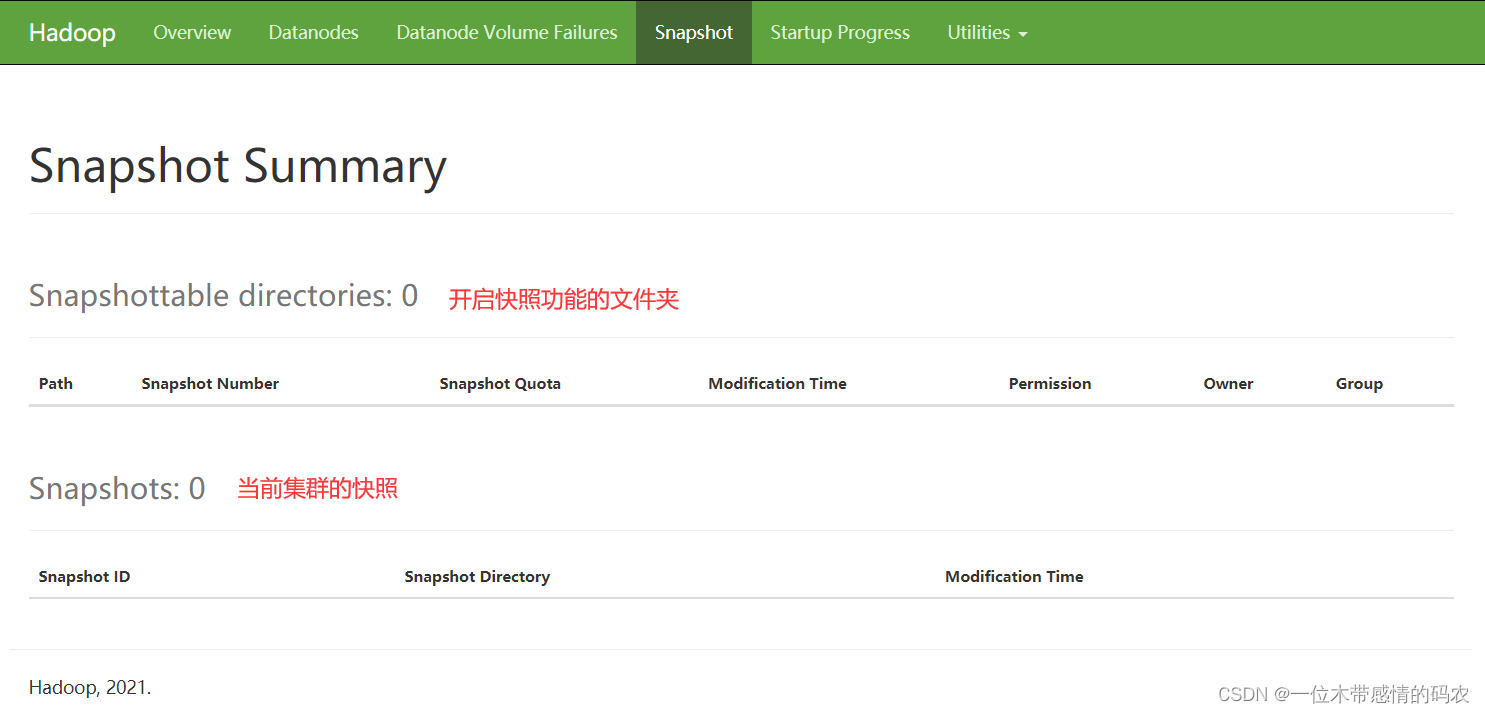 Hadoop Overview Datanodes Datanode Volume Failures Snapshot Startup Progress Utilities
Snapshot Summary
Snapshottable directories: 0 开启快照功能的文件夹
Path Snapshot Number Snapshot Quota Modification Time Permission Owner Group
Snapshots: 0 当前集群的快照
Snapshot ID Snapshot Directory Modification Time
Hadoop, 2021.
CSDN @一位木带感情的码农